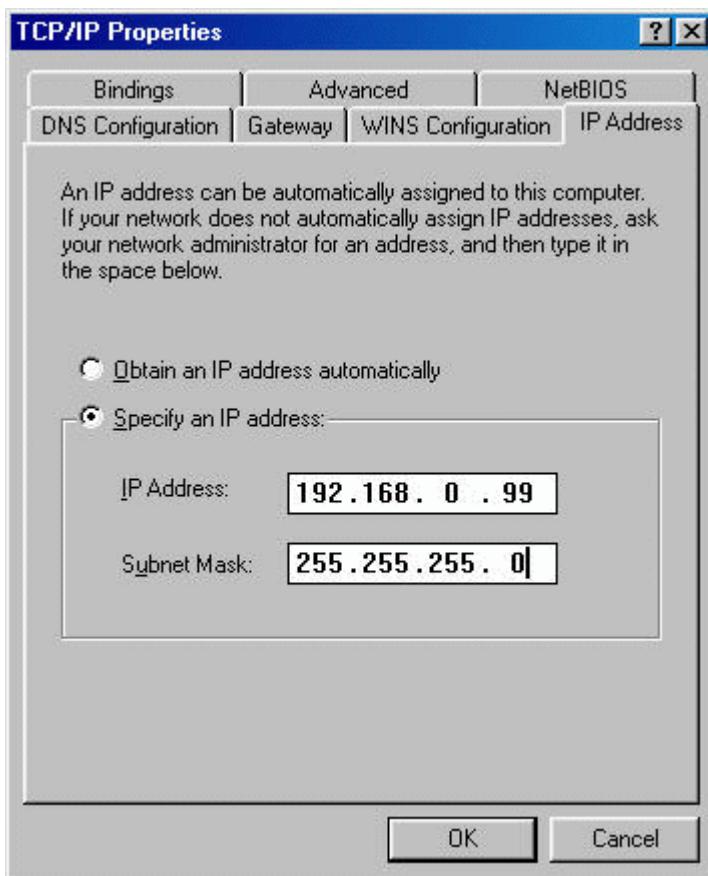 TCP/IP Properties
Bindings Advanced NetBIOS
DNS Configuration Gateway WINS Configuration IP Address
An IP address can be automatically assigned to this computer.
If your network does not automatically assign IP addresses, ask
your network administrator for an address, and then type it in
the space below.
Obtain an IP address automatically
Specify an IP address:
IP Address: 192.168. 0 .99
Subnet Mask: 255.255.255. 0
OK Cancel